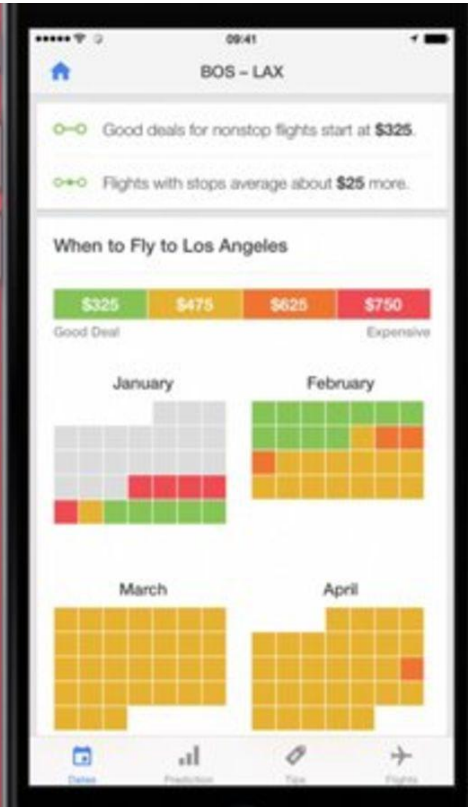 09:41
BOS – LAX
Good deals for nonstop flights start at $325.
Flights with stops average about $25 more.
When to Fly to Los Angeles
$325 $475 $625 $750
Good Deal Expensive
January February
March April
Dates Prediction Tips Flights